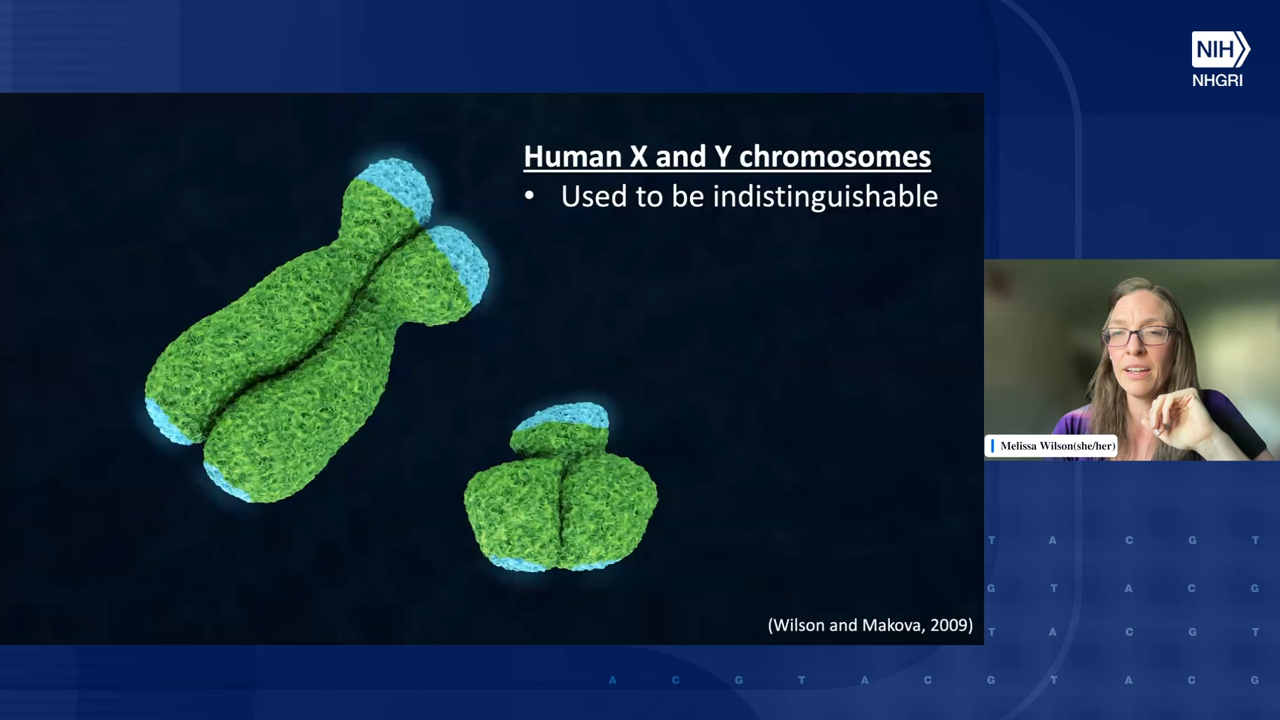 NIH
NHGRI
Human X and Y chromosomes
• Used to be indistinguishable
Melissa Wilson(she/her)
(Wilson and Makova, 2009)
T A C G T
G T A C G
T A C G T
A C G T A C G T A C G